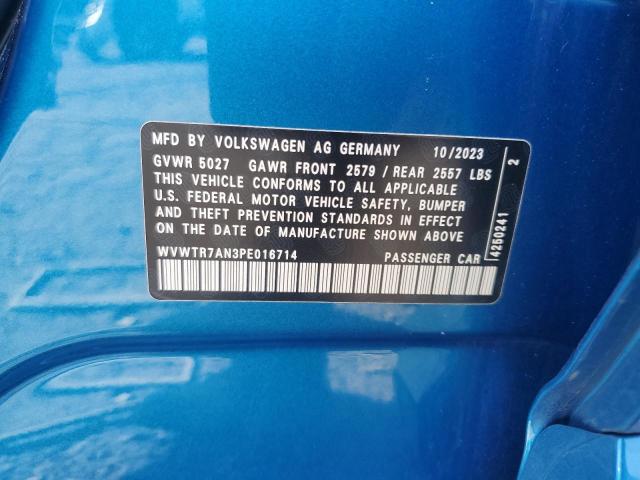 MFD BY VOLKSWAGEN AG GERMANY 10/2023
GVWR 5027 GAWR FRONT 2579 / REAR 2557 LBS
THIS VEHICLE CONFORMS TO ALL APPLICABLE
U.S. FEDERAL MOTOR VEHICLE SAFETY, BUMPER
AND THEFT PREVENTION STANDARDS IN EFFECT
ON THE DATE OF MANUFACTURE SHOWN ABOVE.
WVWTR7AN3PE016714 PASSENGER CAR
4250241 2